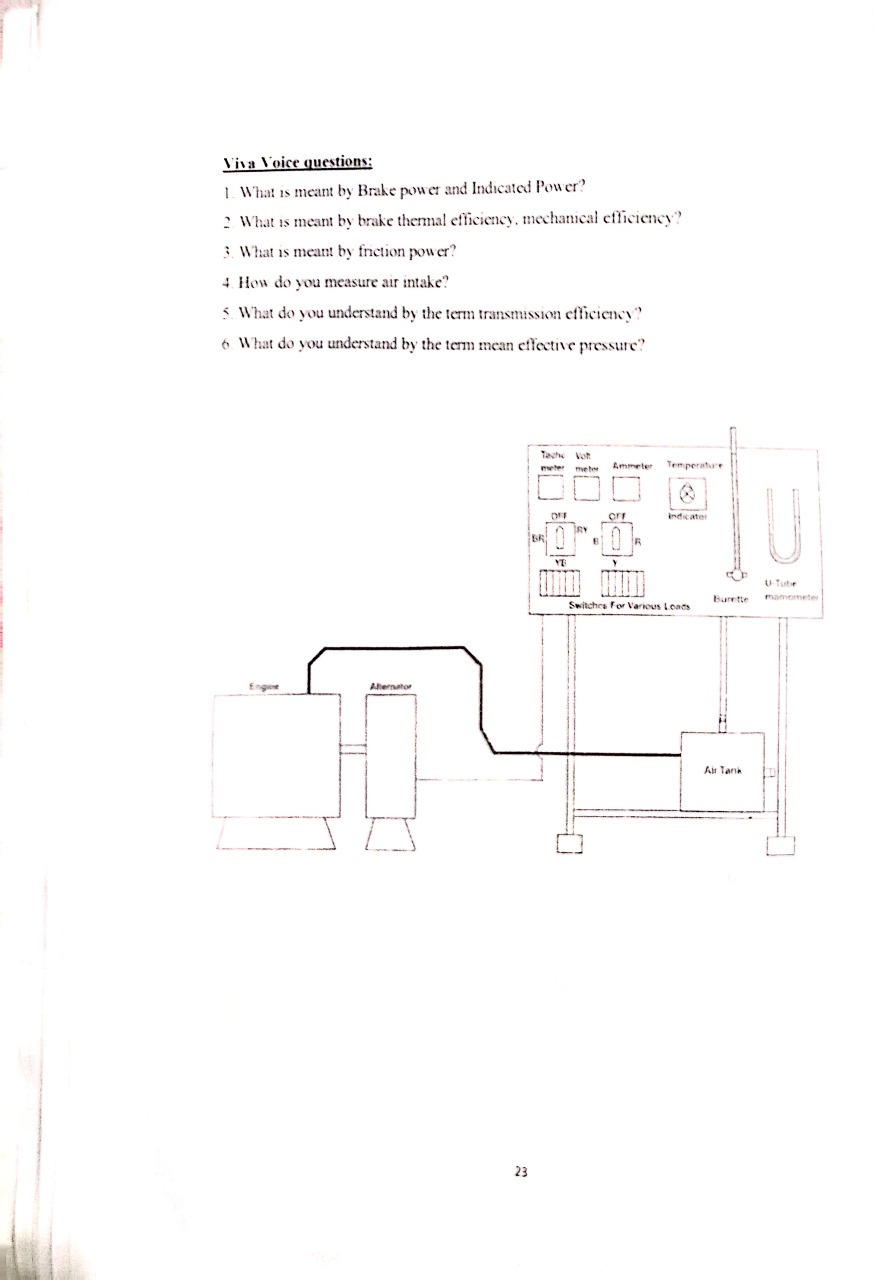 Viva Voice questions:
1. What is meant by Brake power and Indicated Power?
2. What is meant by brake thermal efficiency, mechanical efficiency?
3. What is meant by friction power?
4. How do you measure air intake?
5. What do you understand by the term transmission efficiency?
6. What do you understand by the term mean effective pressure?
Tacho Volt
meter meter Ammeter Temperature
Indicator
OFF OFF
BR RY B R
YB Y
Switches For Various Loads
Burette
U-Tube
manometer
Engine Alternator
Air Tank
23